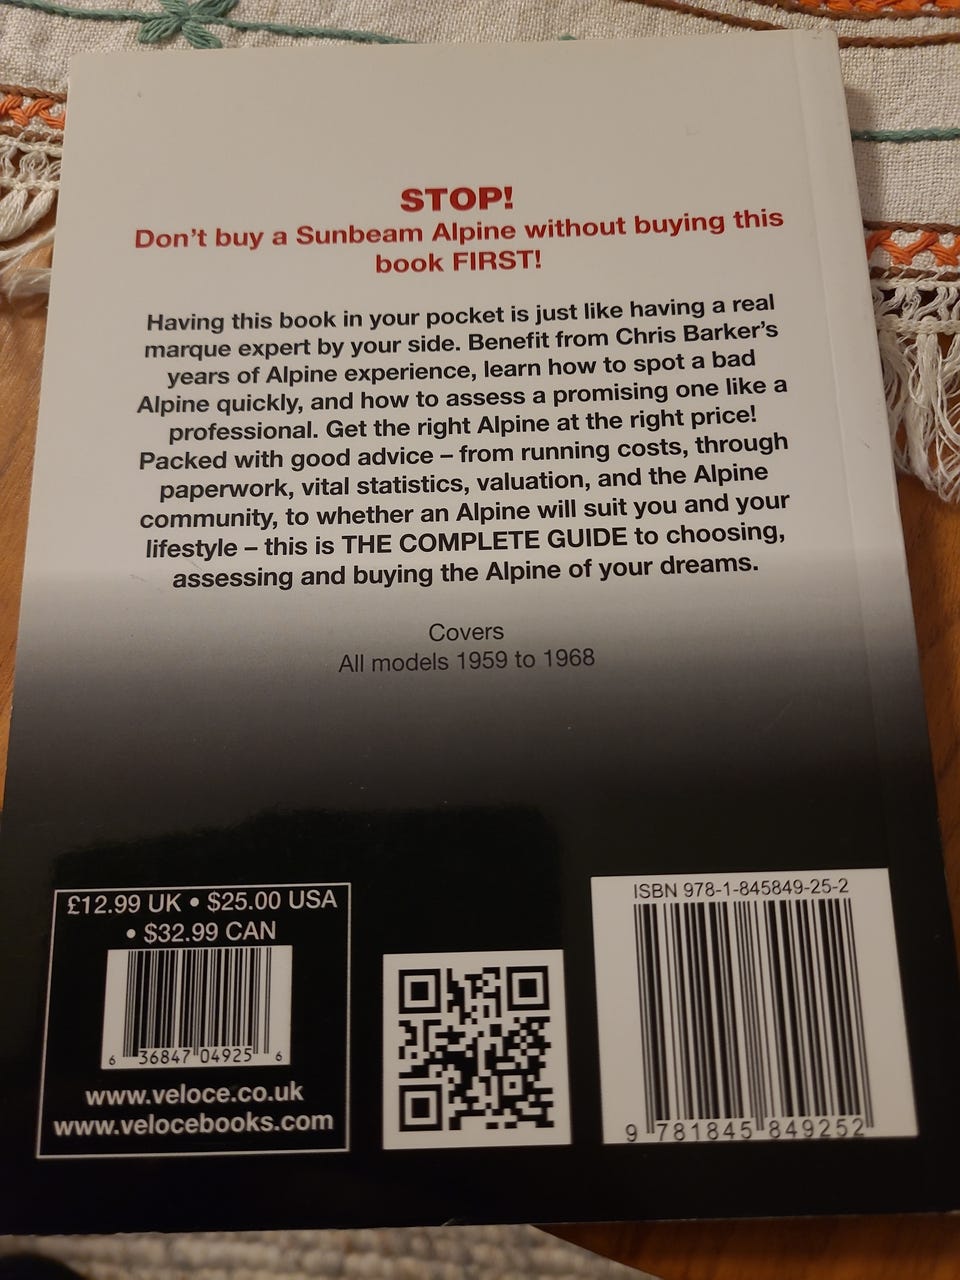 STOP!
Don't buy a Sunbeam Alpine without buying this
book FIRST!
Having this book in your pocket is just like having a real
marque expert by your side. Benefit from Chris Barker's
years of Alpine experience, learn how to spot a bad
Alpine quickly, and how to assess a promising one like a
professional. Get the right Alpine at the right price!
Packed with good advice – from running costs, through
paperwork, vital statistics, valuation, and the Alpine
community, to whether an Alpine will suit you and your
lifestyle – this is THE COMPLETE GUIDE to choosing,
assessing and buying the Alpine of your dreams.
Covers
All models 1959 to 1968
£12.99 UK • $25.00 USA
• $32.99 CAN
6 36847 04925 6
www.veloce.co.uk
www.velocebooks.com
ISBN 978-1-845849-25-2
9 781845 849252